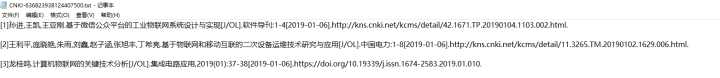 CNKI-636823938124407500.txt - 记事本
文件(F) 编辑(E) 格式(O) 查看(V) 帮助(H)
[1]孙进,王凯,王亚刚.基于微信公众平台的工业物联网系统设计与实现[J/OL].软件导刊:1-4[2019-01-06].http://kns.cnki.net/kcms/detail/42.1671.TP.20190104.1103.002.html.
[2]王利平,庞晓艳,朱雨,刘鑫,赵子涵,张旭丰,丁希亮.基于物联网和移动互联的二次设备运维技术研究与应用[J/OL].中国电力:1-8[2019-01-06].http://kns.cnki.net/kcms/detail/11.3265.TM.20190102.1629.006.html.
[3]龙桂鸣.计算机物联网的关键技术分析[J/OL].集成电路应用,2019(01):37-38[2019-01-06].https://doi.org/10.19339/j.issn.1674-2583.2019.01.010.